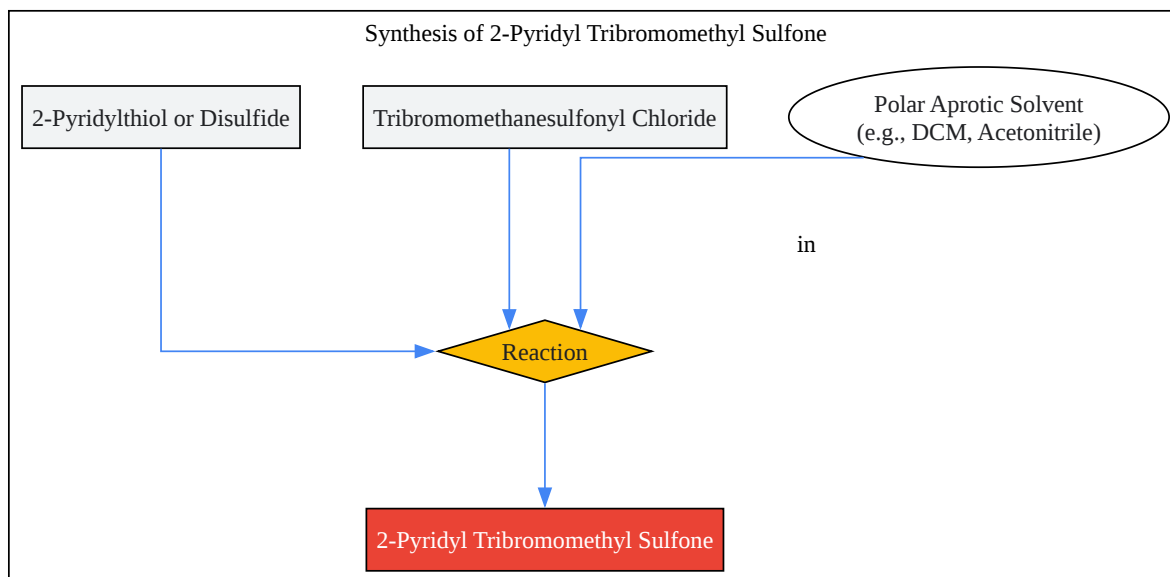 Synthesis of 2-Pyridyl Tribromomethyl Sulfone
2-Pyridylthiol or Disulfide
Tribromomethanesulfonyl Chloride
Polar Aprotic Solvent
(e.g., DCM, Acetonitrile)
in
Reaction
2-Pyridyl Tribromomethyl Sulfone